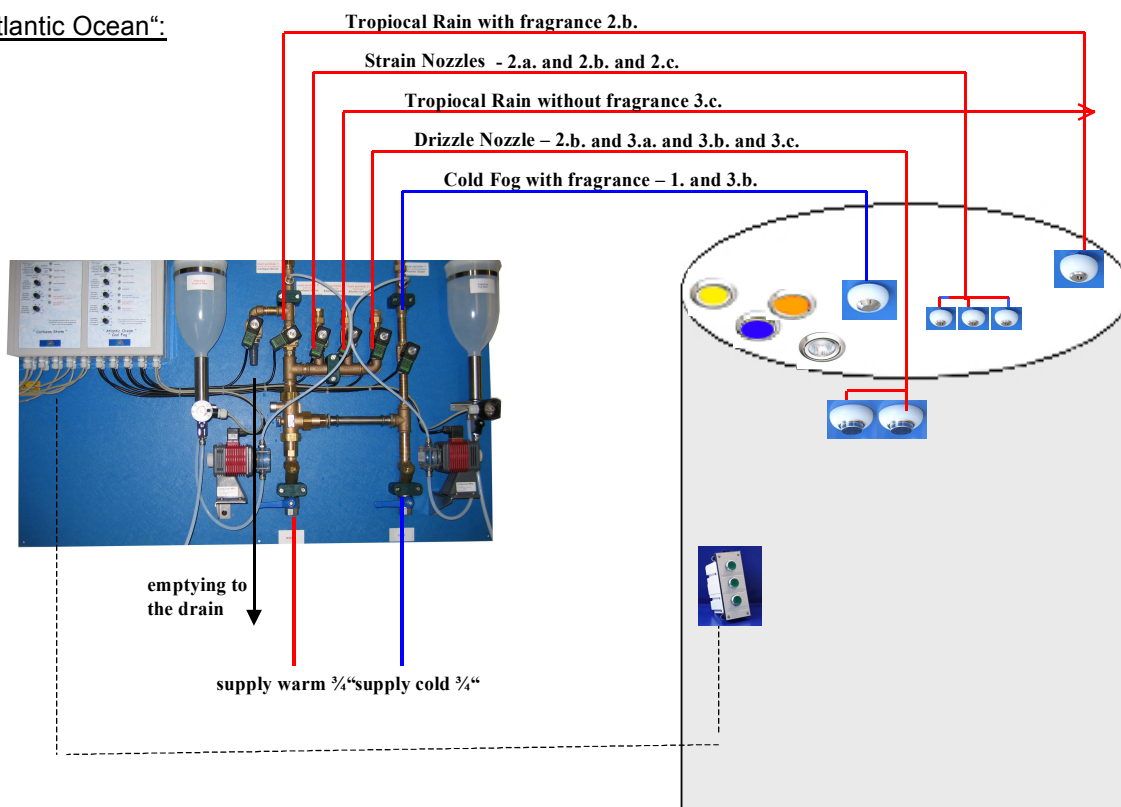 tlantic Ocean“:
Tropiocal Rain with fragrance 2.b.
Strain Nozzles - 2.a. and 2.b. and 2.c.
Tropiocal Rain without fragrance 3.c.
Drizzle Nozzle – 2.b. and 3.a. and 3.b. and 3.c.
Cold Fog with fragrance – 1. and 3.b.
emptying to
the drain
supply warm ¾“supply cold ¾“